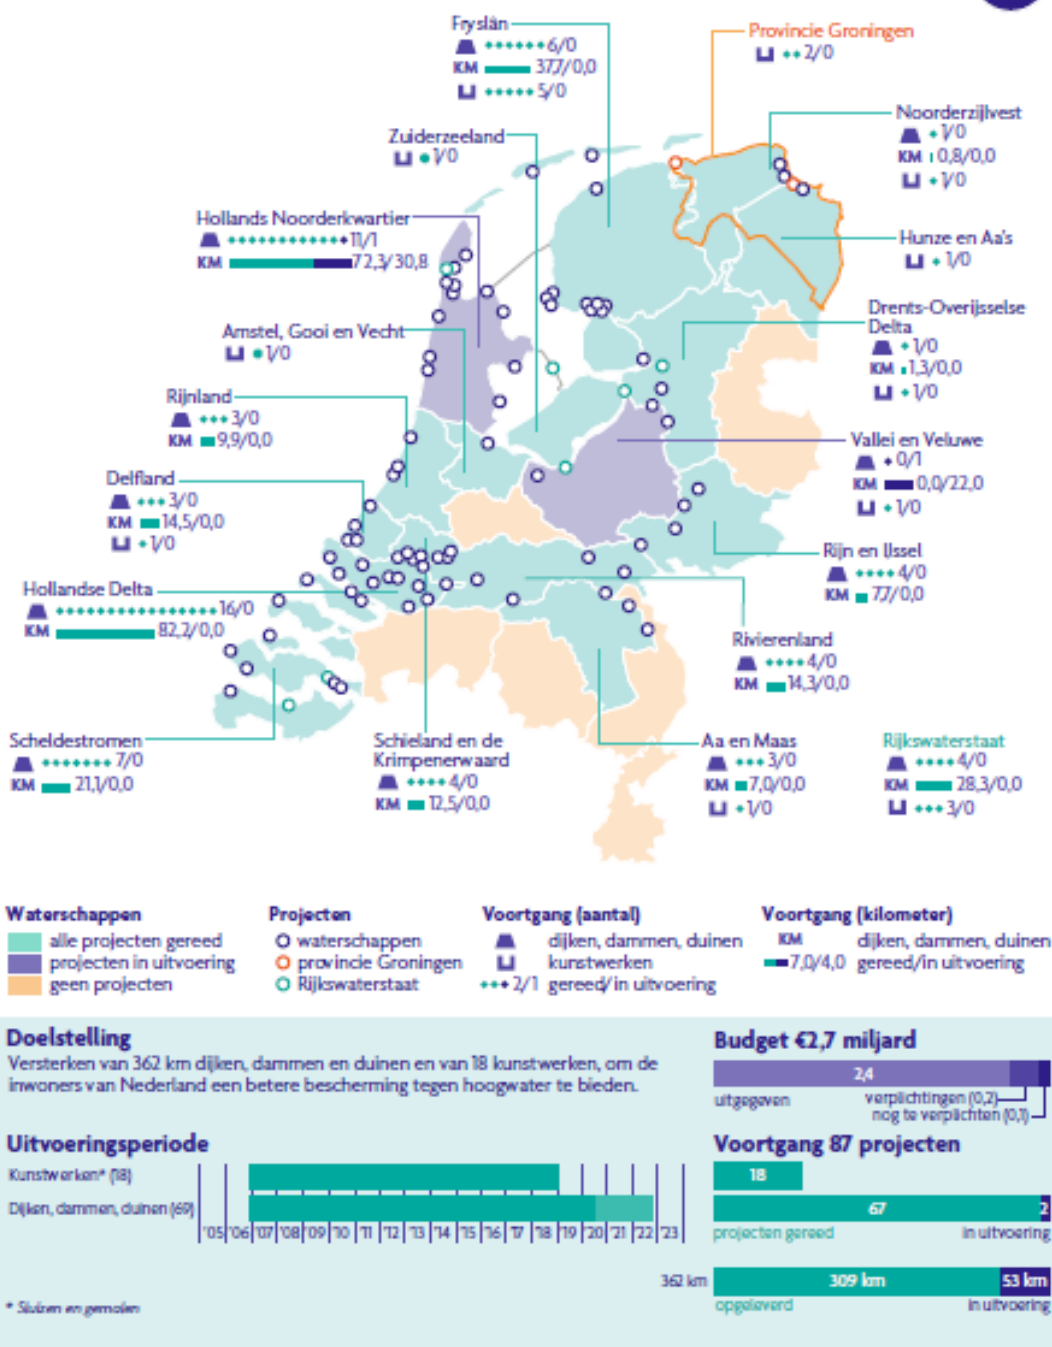 Fryslân
6/0
KM 37,7/0,0
5/0
Provincie Groningen
2/0
Noorderzijlvest
1/0
KM 0,8/0,0
1/0
Zuiderzeeland
1/0
Hollands Noorderkwartier
11/1
KM 72,3/30,8
Hunze en Aa's
1/0
Amstel, Gooi en Vecht
1/0
Drents-Overijsselse
Delta
1/0
KM 1,3/0,0
1/0
Rijnland
3/0
KM 9,9/0,0
Vallei en Veluwe
0/1
KM 0,0/22,0
1/0
Delfland
3/0
KM 14,5/0,0
1/0
Rijn en IJssel
4/0
KM 7,7/0,0
Hollandse Delta
16/0
KM 82,2/0,0
Rivierenland
4/0
KM 14,3/0,0
Scheldestromen
7/0
KM 21,1/0,0
Schieland en de
Krimpenerwaard
4/0
KM 12,5/0,0
Aa en Maas
3/0
KM 7,0/0,0
1/0
Rijkswaterstaat
4/0
KM 28,3/0,0
3/0
Waterschappen
alle projecten gereed
projecten in uitvoering
geen projecten
Projecten
waterschappen
provincie Groningen
Rijkswaterstaat
Voortgang (aantal)
dijken, dammen, duinen
kunstwerken
2/1 gereed/in uitvoering
Voortgang (kilometer)
KM dijken, dammen, duinen
7,0/4,0 gereed/in uitvoering
Doelstelling
Versterken van 362 km dijken, dammen en duinen en van 18 kunstwerken, om de
inwoners van Nederland een betere bescherming tegen hoogwater te bieden.
Budget €2,7 miljard
2,4
uitgegeven
verplichtingen (0,2)
nog te verplichten (0,1)
Uitvoeringsperiode
Kunstwerken* (18)
Dijken, dammen, duinen (69)
'05 '06 '07 '08 '09 '10 '11 '12 '13 '14 '15 '16 '17 '18 '19 '20 '21 '22 '23
* Sluizen en gemalen
Voortgang 87 projecten
18
67 2
projecten gereed in uitvoering
362 km 309 km 53 km
opgeleverd in uitvoering